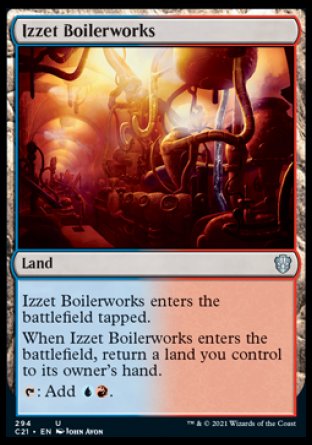 Izzet Boilerworks
Land
Izzet Boilerworks enters the
battlefield tapped.
When Izzet Boilerworks enters the
battlefield, return a land you control
to its owner's hand.
: Add .
294 U
C21 • EN John Avon ™ & © 2021 Wizards of the Coast